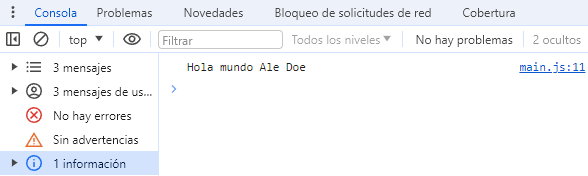 Consola Problemas Novedades Bloqueo de solicitudes de red Cobertura
top Filtrar Todos los niveles No hay problemas 2 ocultos
3 mensajes
3 mensajes de us...
No hay errores
Sin advertencias
1 información
Hola mundo Ale Doe main.js:11